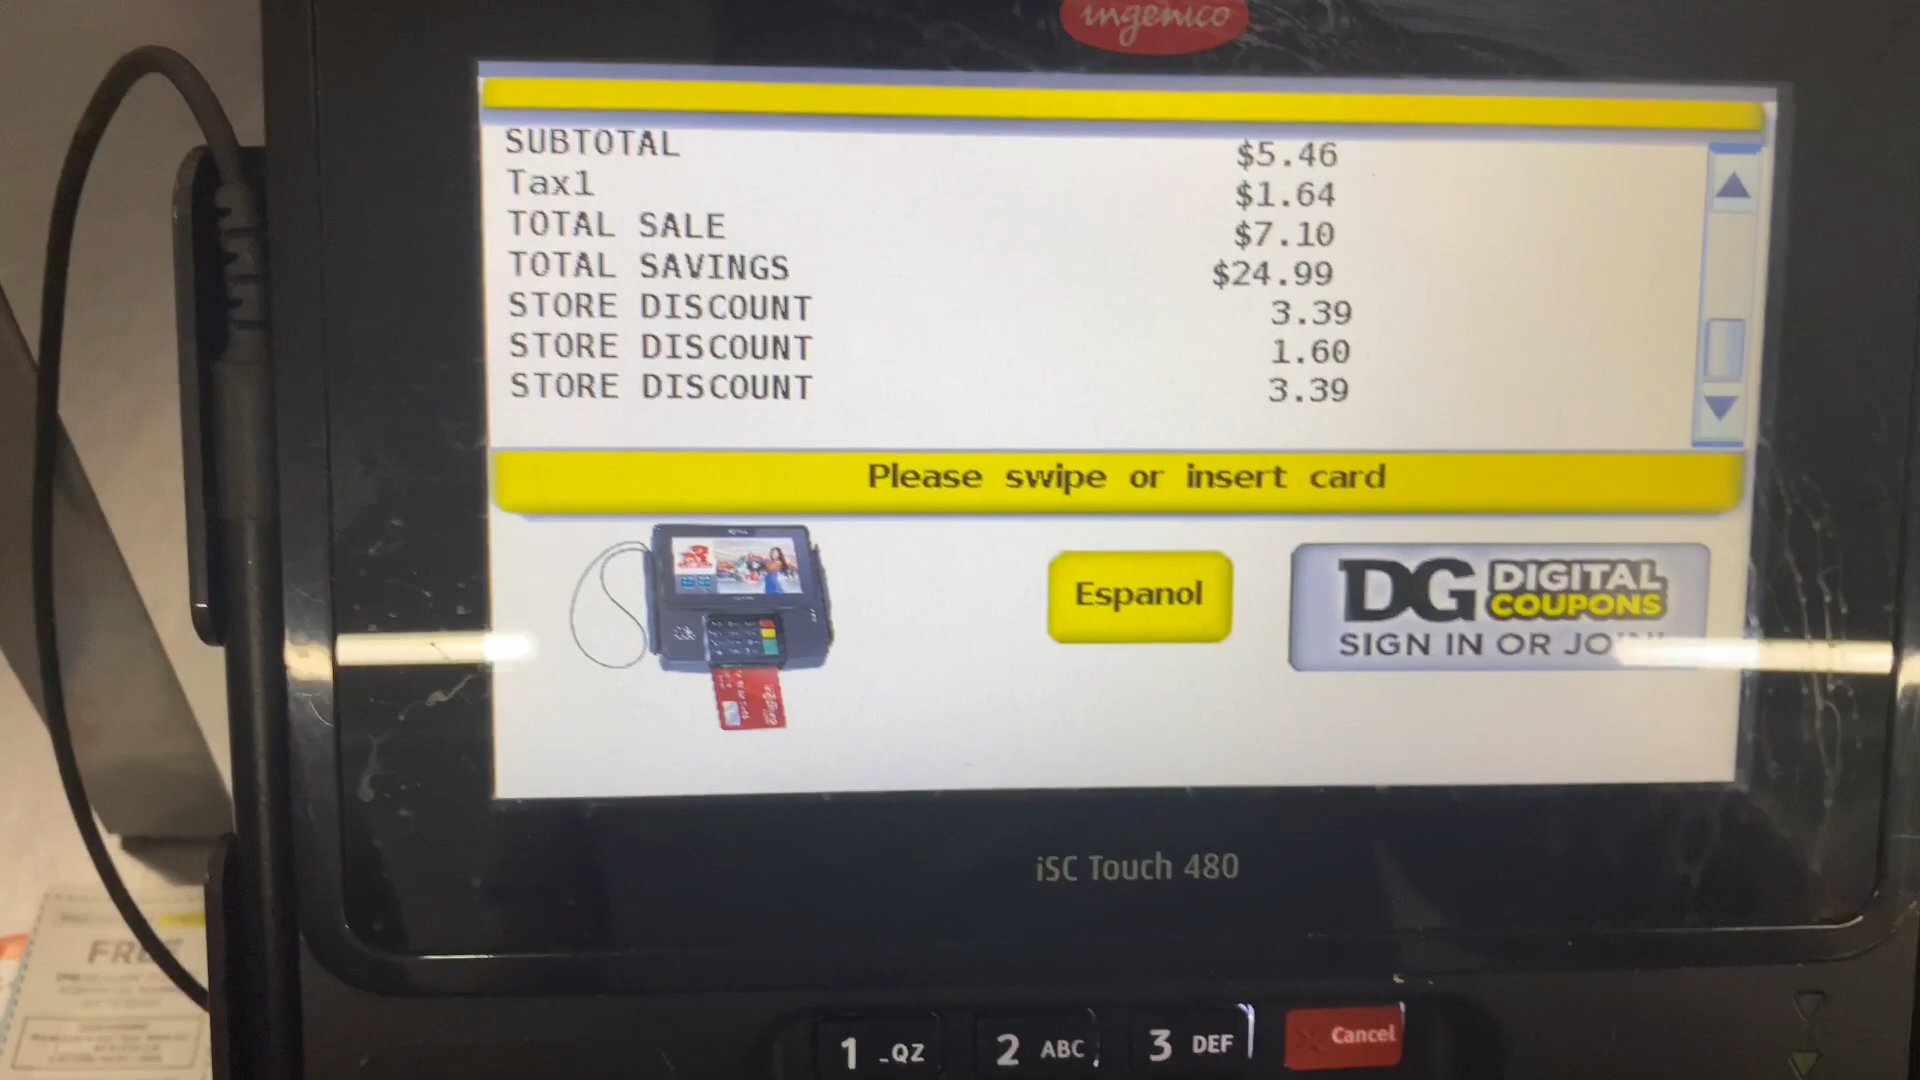 ingenico
SUBTOTAL $5.46
Tax1 $1.64
TOTAL SALE $7.10
TOTAL SAVINGS $24.99
STORE DISCOUNT 3.39
STORE DISCOUNT 1.60
STORE DISCOUNT 3.39
Please swipe or insert card
Espanol
DG DIGITAL
COUPONS
SIGN IN OR
iSC Touch 480
1 -QZ 2 ABC 3 DEF Cancel